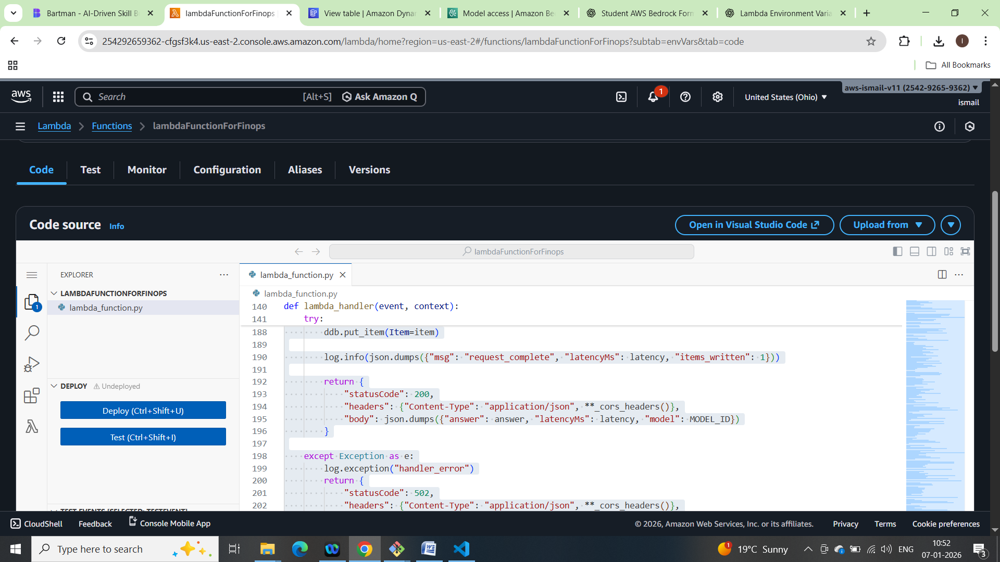 Bartman - AI-Driven Skill B
lambdaFunctionForFinops
View table | Amazon Dynar
Model access | Amazon Be
Student AWS Bedrock Forn
Lambda Environment Varia
254292659362-cfgsf3k4.us-east-2.console.aws.amazon.com/lambda/home?region=us-east-2#/functions/lambdaFunctionForFinops?subtab=envVars&tab=code
I
All Bookmarks
aws
Search
[Alt+S]
Ask Amazon Q
1
United States (Ohio)
aws-ismail-v11 (2542-9265-9362)
ismail
Lambda
Functions
lambdaFunctionForFinops
Code
Test
Monitor
Configuration
Aliases
Versions
Code source
Info
Open in Visual Studio Code
Upload from
lambdaFunctionForFinops
EXPLORER
lambda_function.py
LAMBDAFUNCTIONFORFINOPS
lambda_function.py
1
lambda_function.py
DEPLOY
Undeployed
Deploy (Ctrl+Shift+U)
Test (Ctrl+Shift+I)
140 def lambda_handler(event, context):
141 try:
188 ddb.put_item(Item=item)
189
190 log.info(json.dumps({"msg": "request_complete", "latencyMs": latency, "items_written": 1}))
191
192 return {
193 "statusCode": 200,
194 "headers": {"Content-Type": "application/json", **_cors_headers()},
195 "body": json.dumps({"answer": answer, "latencyMs": latency, "model": MODEL_ID})
196 }
197
198 except Exception as e:
199 log.exception("handler_error")
200 return {
201 "statusCode": 502,
202 "headers": {"Content-Type": "application/json", **_cors_headers()},
TEST EVENTS [SELECTED: TESTEVENT]
CloudShell
Feedback
Console Mobile App
© 2026, Amazon Web Services, Inc. or its affiliates.
Privacy
Terms
Cookie preferences
Type here to search
1
19°C Sunny
ENG
10:52
07-01-2026
3